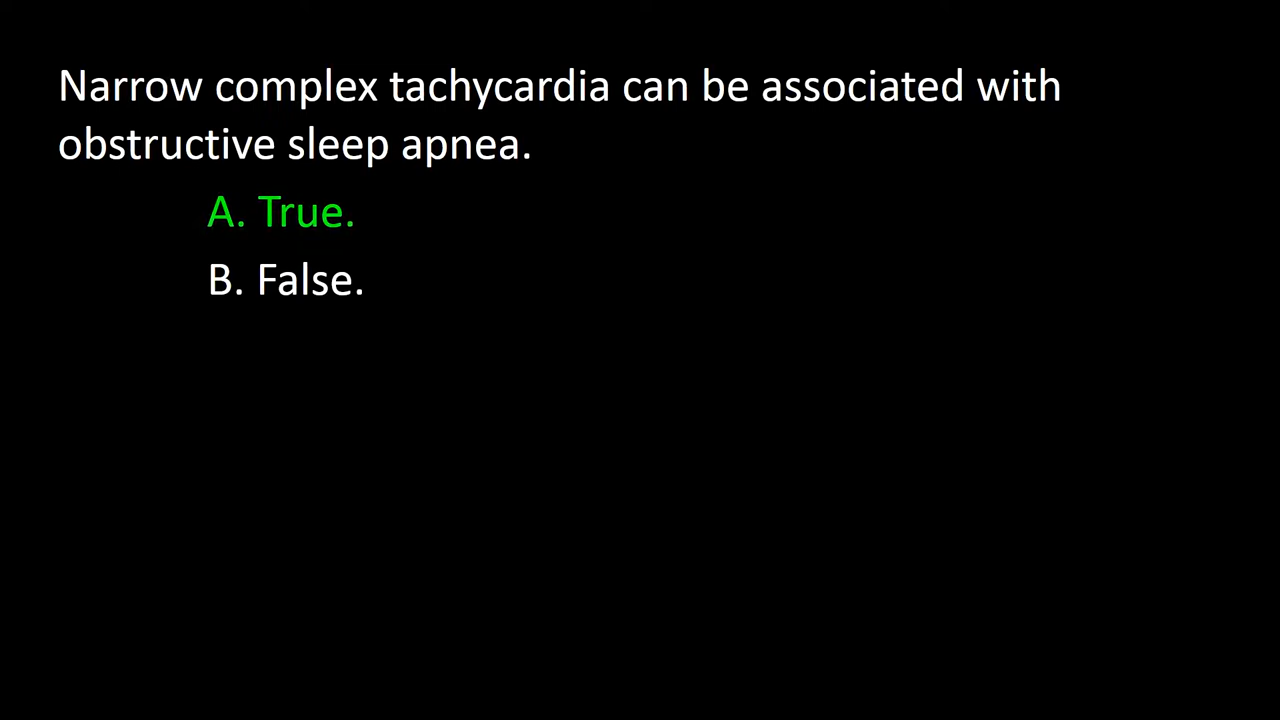 Narrow complex tachycardia can be associated with
obstructive sleep apnea.
A. True.
B. False.